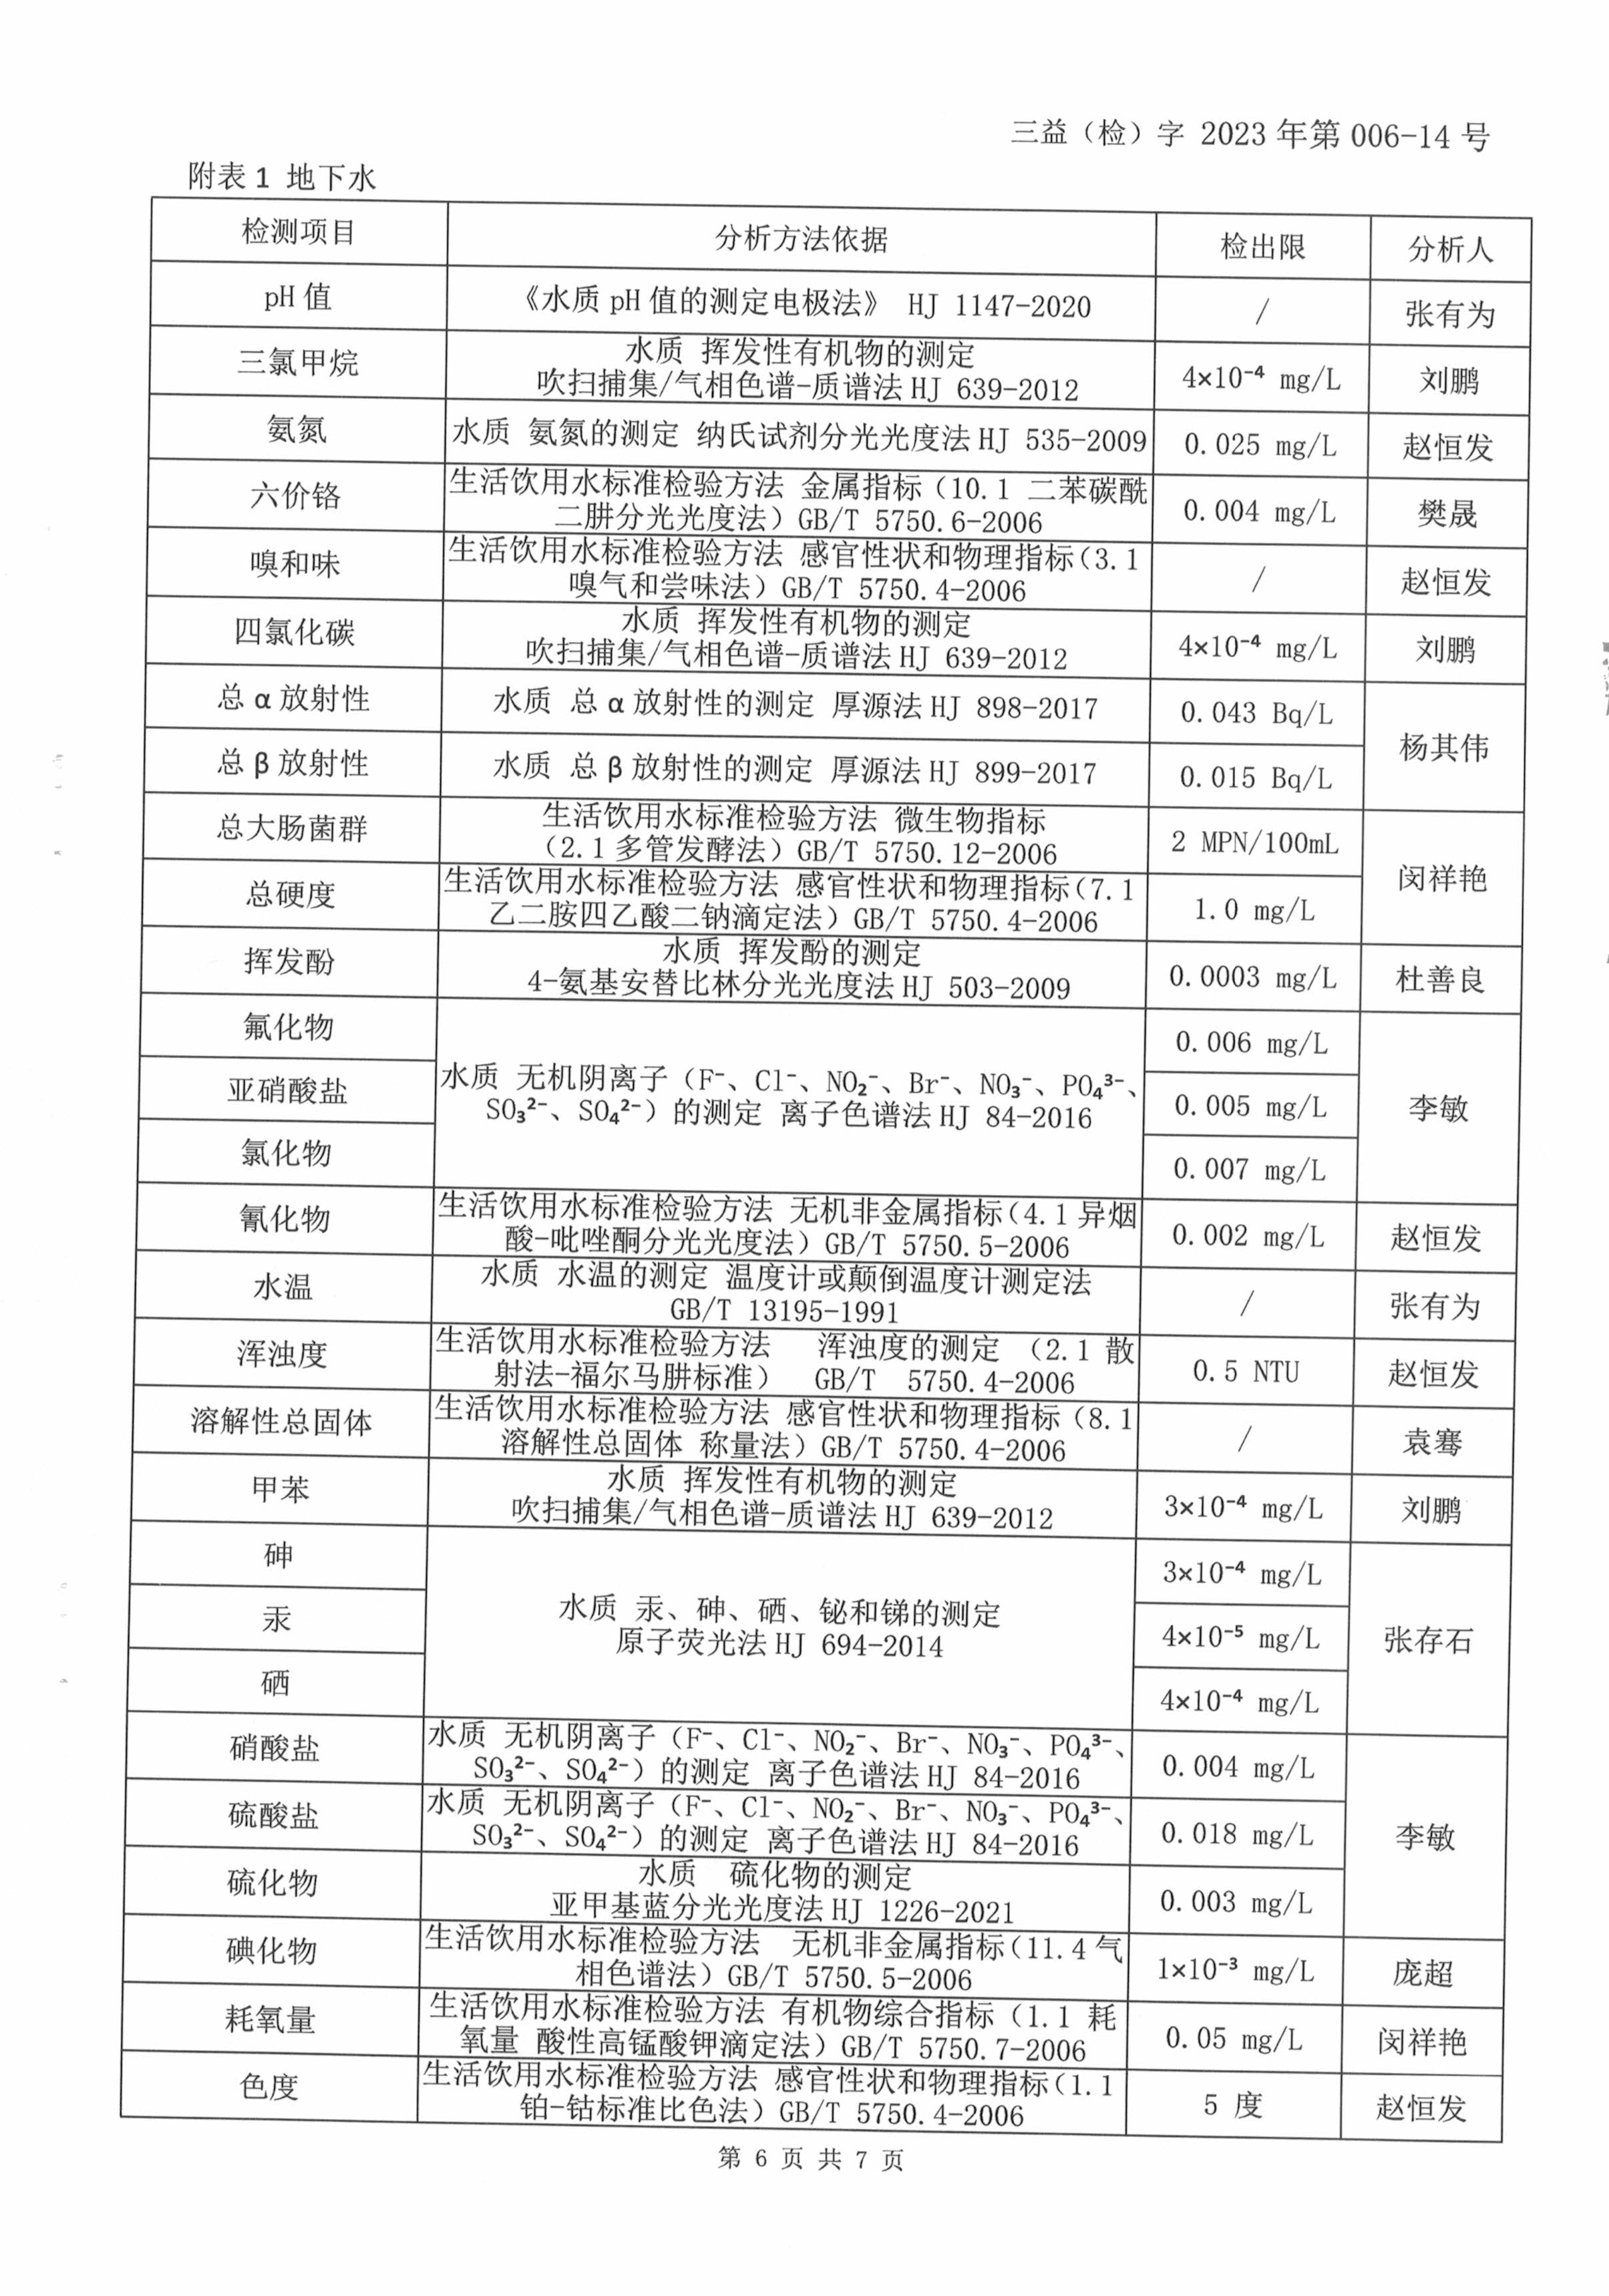 三益（检）字 2023 年第 006-14 号
附表 1 地下水
检测项目 分析方法依据 检出限 分析人
pH 值 《水质 pH 值的测定电极法》 HJ 1147-2020 / 张有为
三氯甲烷 水质 挥发性有机物的测定
吹扫捕集/气相色谱-质谱法 HJ 639-2012 4×10⁻⁴ mg/L 刘鹏
氨氮 水质 氨氮的测定 纳氏试剂分光光度法 HJ 535-2009 0.025 mg/L 赵恒发
六价铬 生活饮用水标准检验方法 金属指标（10.1 二苯碳酰
二肼分光光度法）GB/T 5750.6-2006 0.004 mg/L 樊晟
嗅和味 生活饮用水标准检验方法 感官性状和物理指标（3.1
嗅气和尝味法）GB/T 5750.4-2006 / 赵恒发
四氯化碳 水质 挥发性有机物的测定
吹扫捕集/气相色谱-质谱法 HJ 639-2012 4×10⁻⁴ mg/L 刘鹏
总 α 放射性 水质 总 α 放射性的测定 厚源法 HJ 898-2017 0.043 Bq/L 杨其伟
总 β 放射性 水质 总 β 放射性的测定 厚源法 HJ 899-2017 0.015 Bq/L
总大肠菌群 生活饮用水标准检验方法 微生物指标
（2.1 多管发酵法）GB/T 5750.12-2006 2 MPN/100mL 闵祥艳
总硬度 生活饮用水标准检验方法 感官性状和物理指标（7.1
乙二胺四乙酸二钠滴定法）GB/T 5750.4-2006 1.0 mg/L
挥发酚 水质 挥发酚的测定
4-氨基安替比林分光光度法 HJ 503-2009 0.0003 mg/L 杜善良
氟化物 0.006 mg/L
亚硝酸盐 水质 无机阴离子（F⁻、Cl⁻、NO₂⁻、Br⁻、NO₃⁻、PO₄³⁻、
SO₃²⁻、SO₄²⁻）的测定 离子色谱法 HJ 84-2016 0.005 mg/L 李敏
氯化物 0.007 mg/L
氰化物 生活饮用水标准检验方法 无机非金属指标（4.1 异烟
酸-吡唑酮分光光度法）GB/T 5750.5-2006 0.002 mg/L 赵恒发
水温 水质 水温的测定 温度计或颠倒温度计测定法
GB/T 13195-1991 / 张有为
浑浊度 生活饮用水标准检验方法 浑浊度的测定 （2.1 散
射法-福尔马肼标准） GB/T 5750.4-2006 0.5 NTU 赵恒发
溶解性总固体 生活饮用水标准检验方法 感官性状和物理指标（8.1
溶解性总固体 称量法）GB/T 5750.4-2006 / 袁骞
甲苯 水质 挥发性有机物的测定
吹扫捕集/气相色谱-质谱法 HJ 639-2012 3×10⁻⁴ mg/L 刘鹏
砷 3×10⁻⁴ mg/L
汞 水质 汞、砷、硒、铋和锑的测定
原子荧光法 HJ 694-2014 4×10⁻⁵ mg/L 张存石
硒 4×10⁻⁴ mg/L
硝酸盐 水质 无机阴离子（F⁻、Cl⁻、NO₂⁻、Br⁻、NO₃⁻、PO₄³⁻、
SO₃²⁻、SO₄²⁻）的测定 离子色谱法 HJ 84-2016 0.004 mg/L
硫酸盐 水质 无机阴离子（F⁻、Cl⁻、NO₂⁻、Br⁻、NO₃⁻、PO₄³⁻、
SO₃²⁻、SO₄²⁻）的测定 离子色谱法 HJ 84-2016 0.018 mg/L 李敏
硫化物 水质 硫化物的测定
亚甲基蓝分光光度法 HJ 1226-2021 0.003 mg/L
碘化物 生活饮用水标准检验方法 无机非金属指标（11.4 气
相色谱法）GB/T 5750.5-2006 1×10⁻³ mg/L 庞超
耗氧量 生活饮用水标准检验方法 有机物综合指标（1.1 耗
氧量 酸性高锰酸钾滴定法）GB/T 5750.7-2006 0.05 mg/L 闵祥艳
色度 生活饮用水标准检验方法 感官性状和物理指标（1.1
铂-钴标准比色法）GB/T 5750.4-2006 5 度 赵恒发
第 6 页 共 7 页